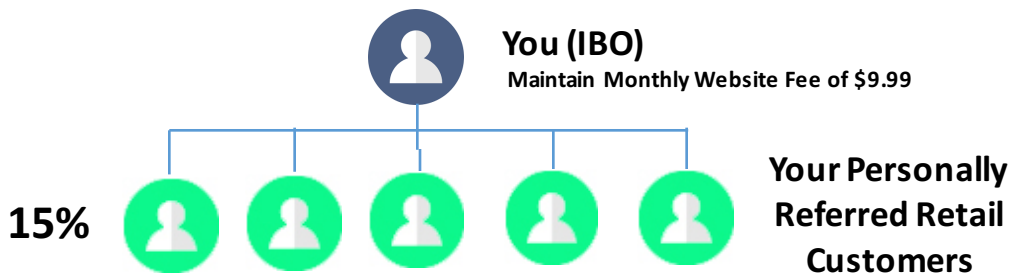 You (IBO)
Maintain Monthly Website Fee of $9.99
15%
Your Personally
Referred Retail
Customers